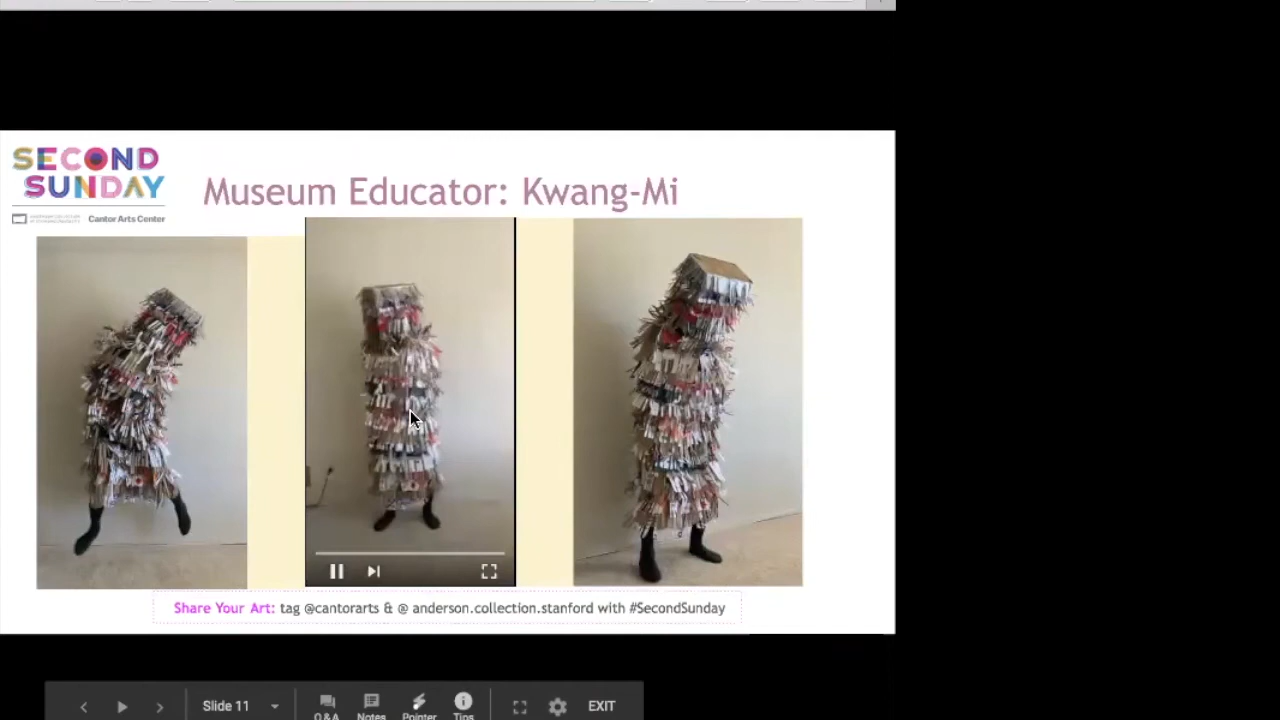 SECOND
SUNDAY
Cantor Arts Center
Museum Educator: Kwang-Mi
Share Your Art: tag @cantorarts & @ anderson.collection.stanford with #SecondSunday
Slide 11
Q&A
Notes
Pointer
Tips
EXIT